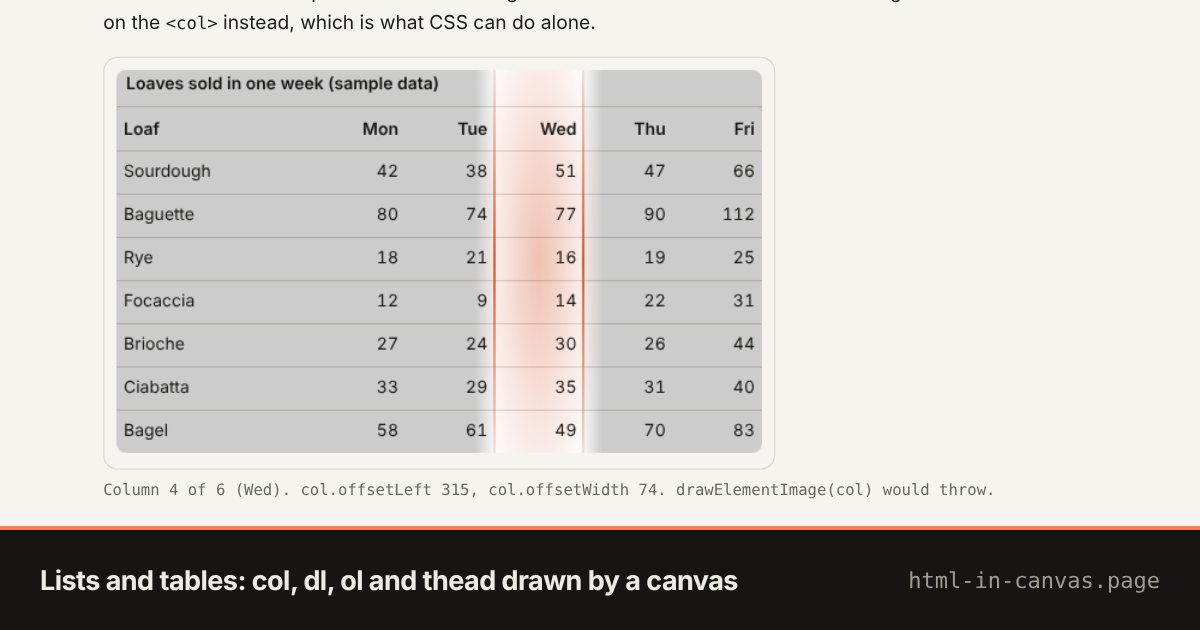 on the <col> instead, which is what CSS can do alone.
Loaves sold in one week (sample data)
Loaf Mon Tue Wed Thu Fri
Sourdough 42 38 51 47 66
Baguette 80 74 77 90 112
Rye 18 21 16 19 25
Focaccia 12 9 14 22 31
Brioche 27 24 30 26 44
Ciabatta 33 29 35 31 40
Bagel 58 61 49 70 83
Column 4 of 6 (Wed). col.offsetLeft 315, col.offsetWidth 74. drawElementImage(col) would throw.
Lists and tables: col, dl, ol and thead drawn by a canvas
html-in-canvas.page